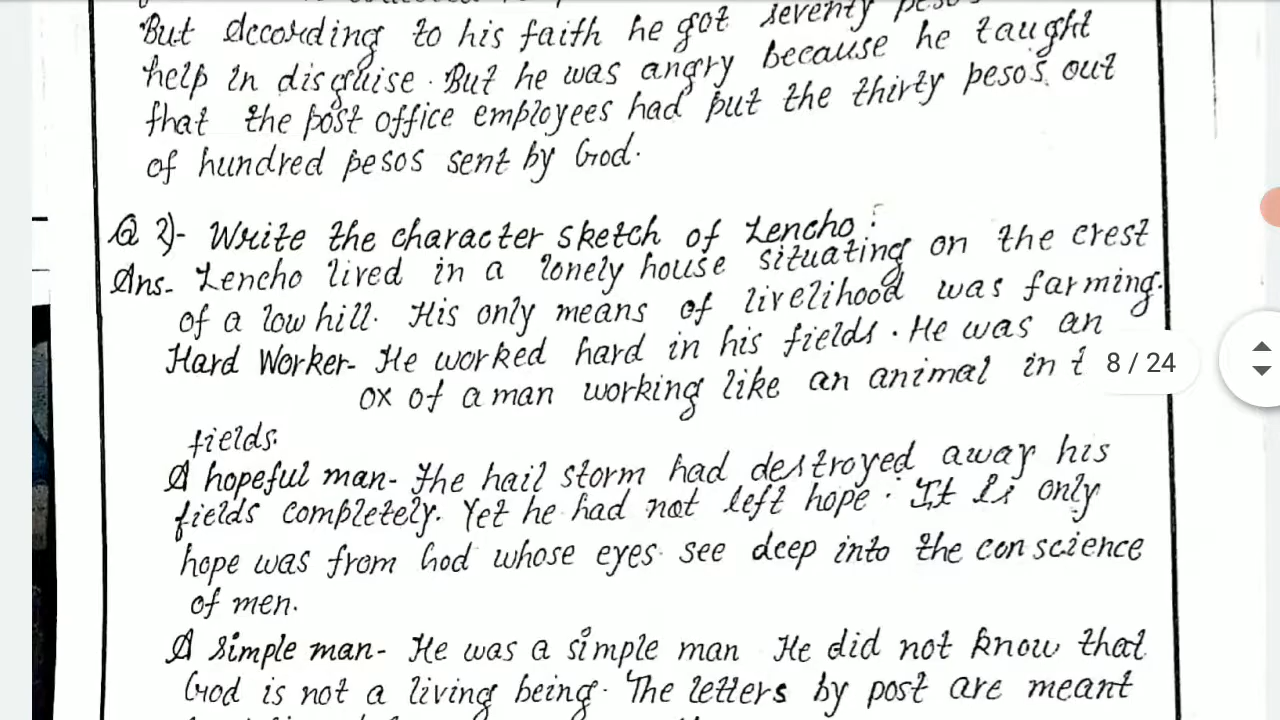 But According to his faith he got seventy pesos
help in disguise. But he was angry because he taught
that the post office employees had put the thirty pesos out
of hundred pesos sent by God.
Q 2)- Write the character sketch of Lencho?
Ans- Lencho lived in a lonely house situating on the crest
of a low hill. His only means of livelihood was farming.
Hard Worker- He worked hard in his fields. He was an
ox of a man working like an animal in t
8 / 24
fields.
A hopeful man- The hail storm had destroyed away his
fields completely. Yet he had not left hope. It Is only
hope was from God whose eyes see deep into the conscience
of men.
A simple man- He was a simple man He did not know that
God is not a living being. The letters by post are meant